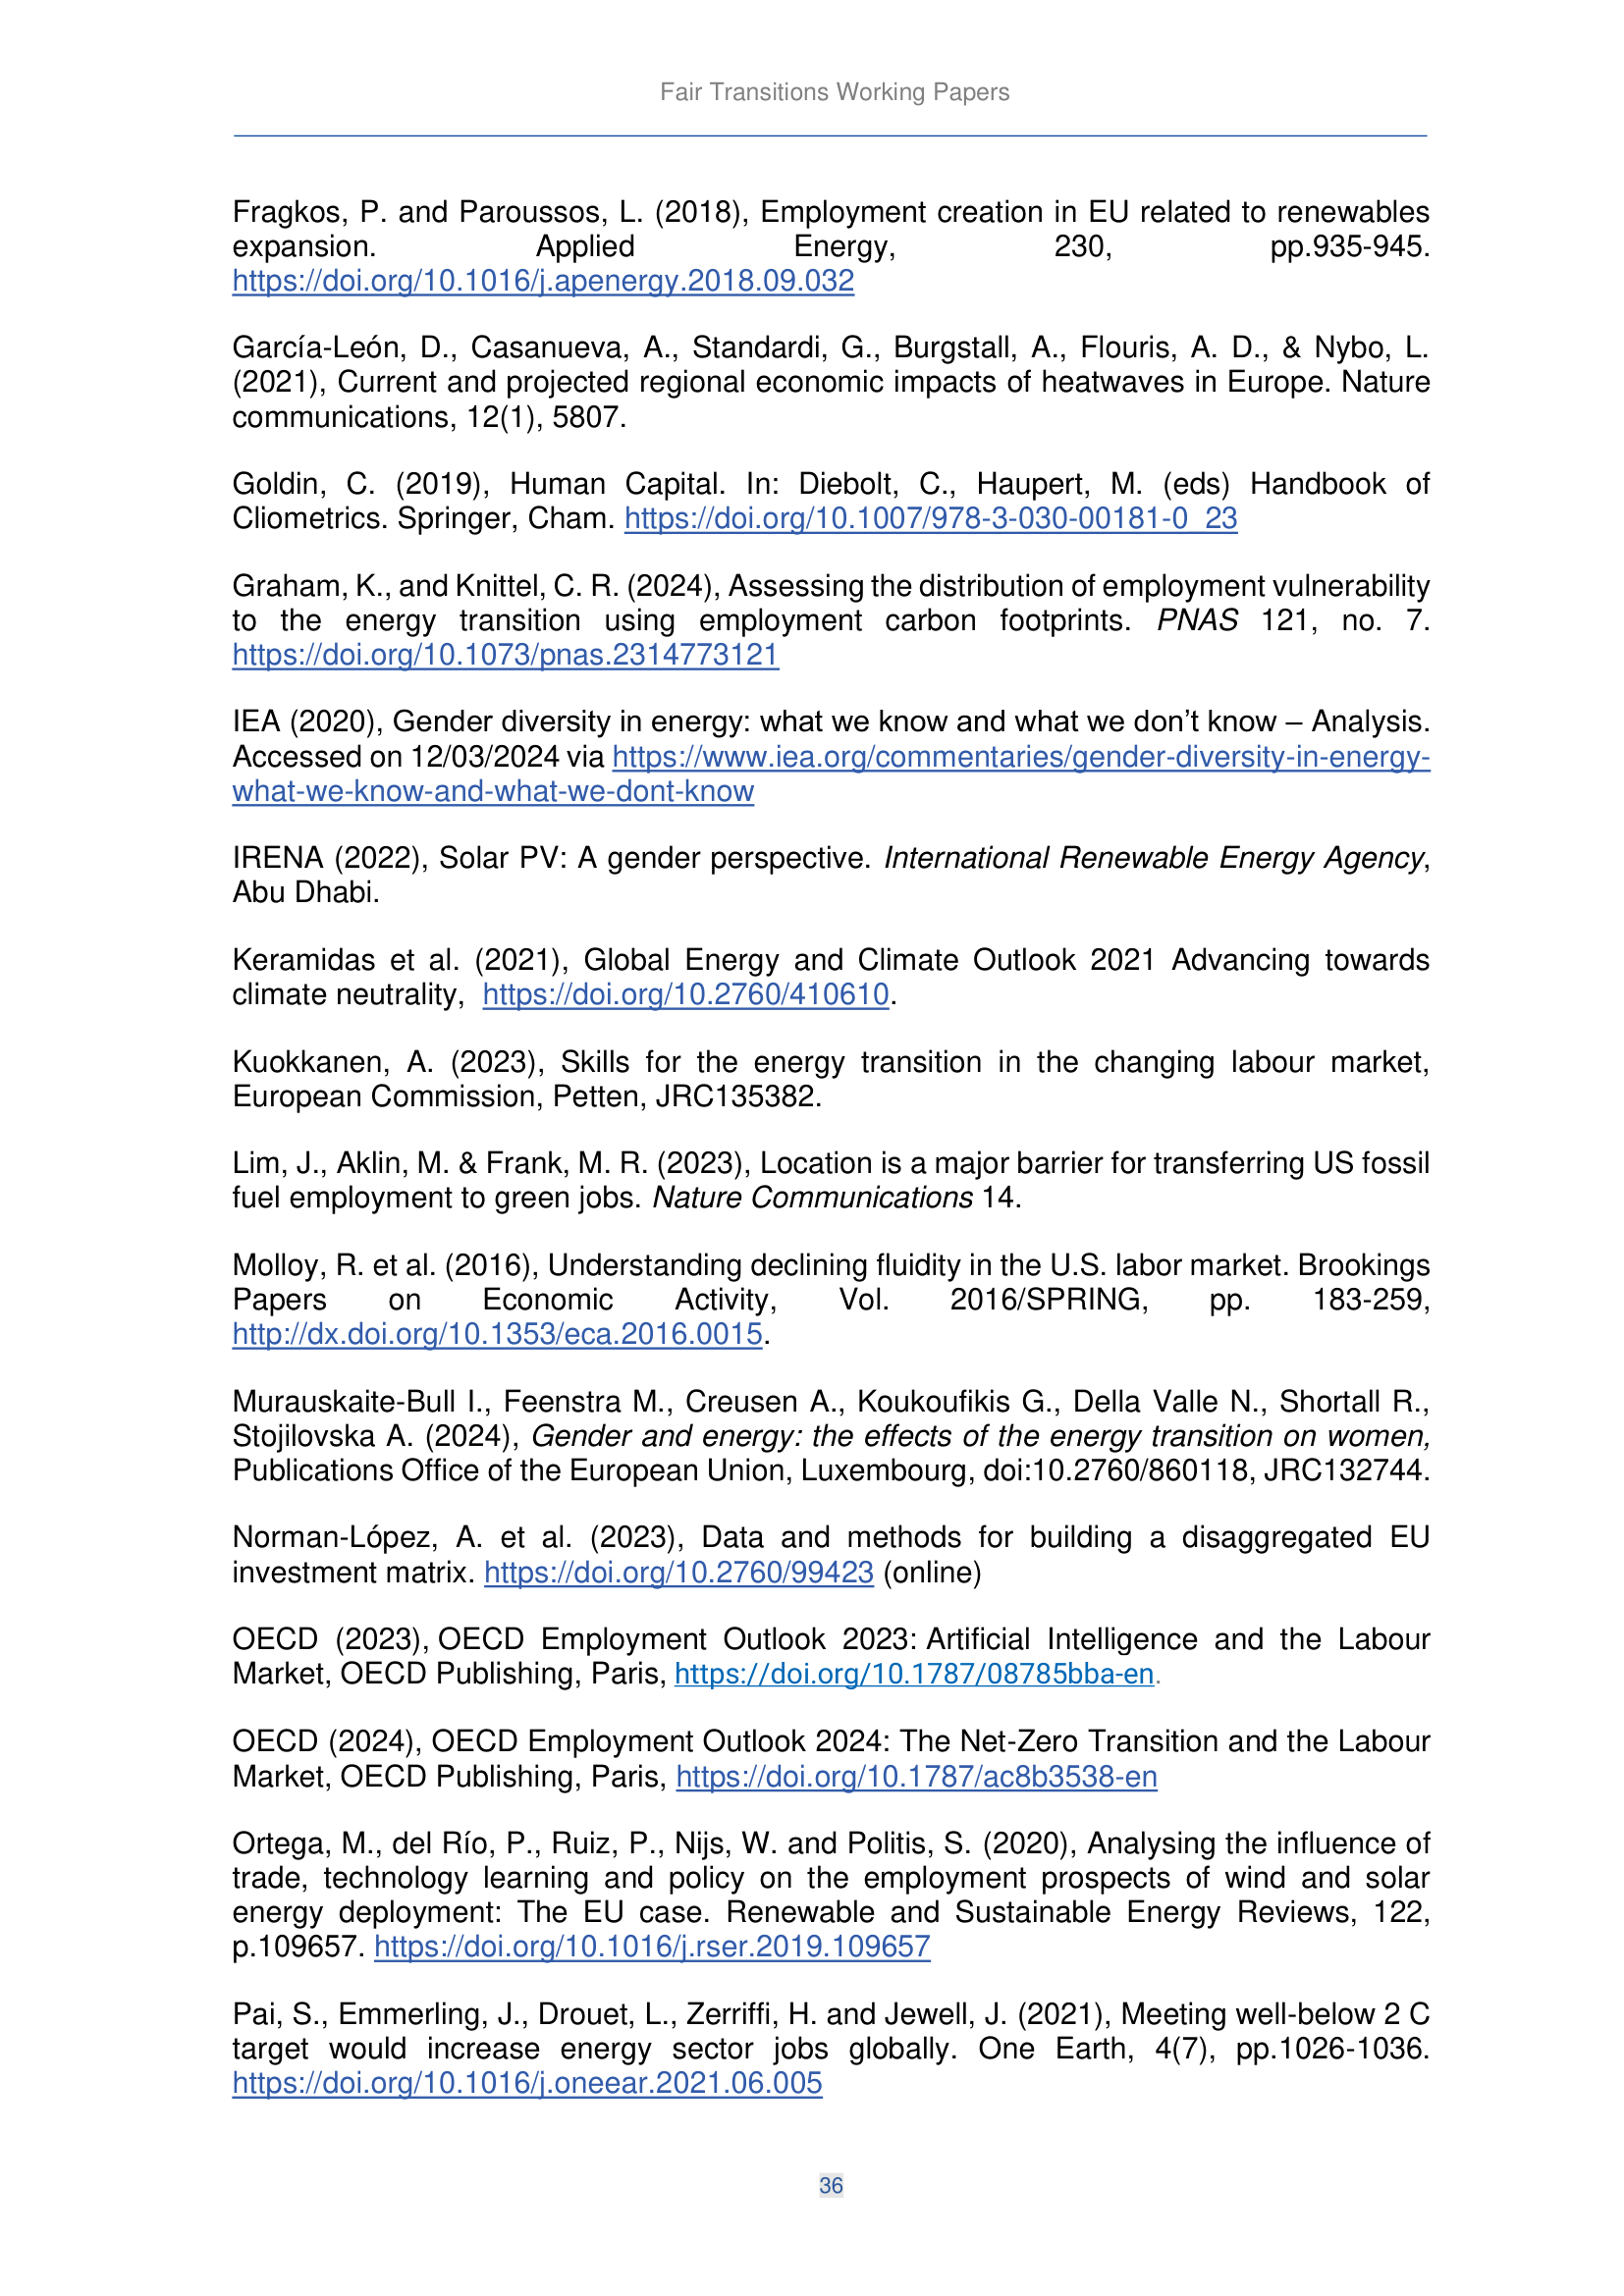 Fair Transitions Working Papers
Fragkos, P. and Paroussos, L. (2018), Employment creation in EU related to renewables
expansion. Applied Energy, 230, pp.935-945.
https://doi.org/10.1016/j.apenergy.2018.09.032
García-León, D., Casanueva, A., Standardi, G., Burgstall, A., Flouris, A. D., & Nybo, L.
(2021), Current and projected regional economic impacts of heatwaves in Europe. Nature
communications, 12(1), 5807.
Goldin, C. (2019), Human Capital. In: Diebolt, C., Haupert, M. (eds) Handbook of
Cliometrics. Springer, Cham. https://doi.org/10.1007/978-3-030-00181-0_23
Graham, K., and Knittel, C. R. (2024), Assessing the distribution of employment vulnerability
to the energy transition using employment carbon footprints. PNAS 121, no. 7.
https://doi.org/10.1073/pnas.2314773121
IEA (2020), Gender diversity in energy: what we know and what we don’t know – Analysis.
Accessed on 12/03/2024 via https://www.iea.org/commentaries/gender-diversity-in-energy-
what-we-know-and-what-we-dont-know
IRENA (2022), Solar PV: A gender perspective. International Renewable Energy Agency,
Abu Dhabi.
Keramidas et al. (2021), Global Energy and Climate Outlook 2021 Advancing towards
climate neutrality, https://doi.org/10.2760/410610.
Kuokkanen, A. (2023), Skills for the energy transition in the changing labour market,
European Commission, Petten, JRC135382.
Lim, J., Aklin, M. & Frank, M. R. (2023), Location is a major barrier for transferring US fossil
fuel employment to green jobs. Nature Communications 14.
Molloy, R. et al. (2016), Understanding declining fluidity in the U.S. labor market. Brookings
Papers on Economic Activity, Vol. 2016/SPRING, pp. 183-259,
http://dx.doi.org/10.1353/eca.2016.0015.
Murauskaite-Bull I., Feenstra M., Creusen A., Koukoufikis G., Della Valle N., Shortall R.,
Stojilovska A. (2024), Gender and energy: the effects of the energy transition on women,
Publications Office of the European Union, Luxembourg, doi:10.2760/860118, JRC132744.
Norman-López, A. et al. (2023), Data and methods for building a disaggregated EU
investment matrix. https://doi.org/10.2760/99423 (online)
OECD (2023), OECD Employment Outlook 2023: Artificial Intelligence and the Labour
Market, OECD Publishing, Paris, https://doi.org/10.1787/08785bba-en.
OECD (2024), OECD Employment Outlook 2024: The Net-Zero Transition and the Labour
Market, OECD Publishing, Paris, https://doi.org/10.1787/ac8b3538-en
Ortega, M., del Río, P., Ruiz, P., Nijs, W. and Politis, S. (2020), Analysing the influence of
trade, technology learning and policy on the employment prospects of wind and solar
energy deployment: The EU case. Renewable and Sustainable Energy Reviews, 122,
p.109657. https://doi.org/10.1016/j.rser.2019.109657
Pai, S., Emmerling, J., Drouet, L., Zerriffi, H. and Jewell, J. (2021), Meeting well-below 2 C
target would increase energy sector jobs globally. One Earth, 4(7), pp.1026-1036.
https://doi.org/10.1016/j.oneear.2021.06.005
36